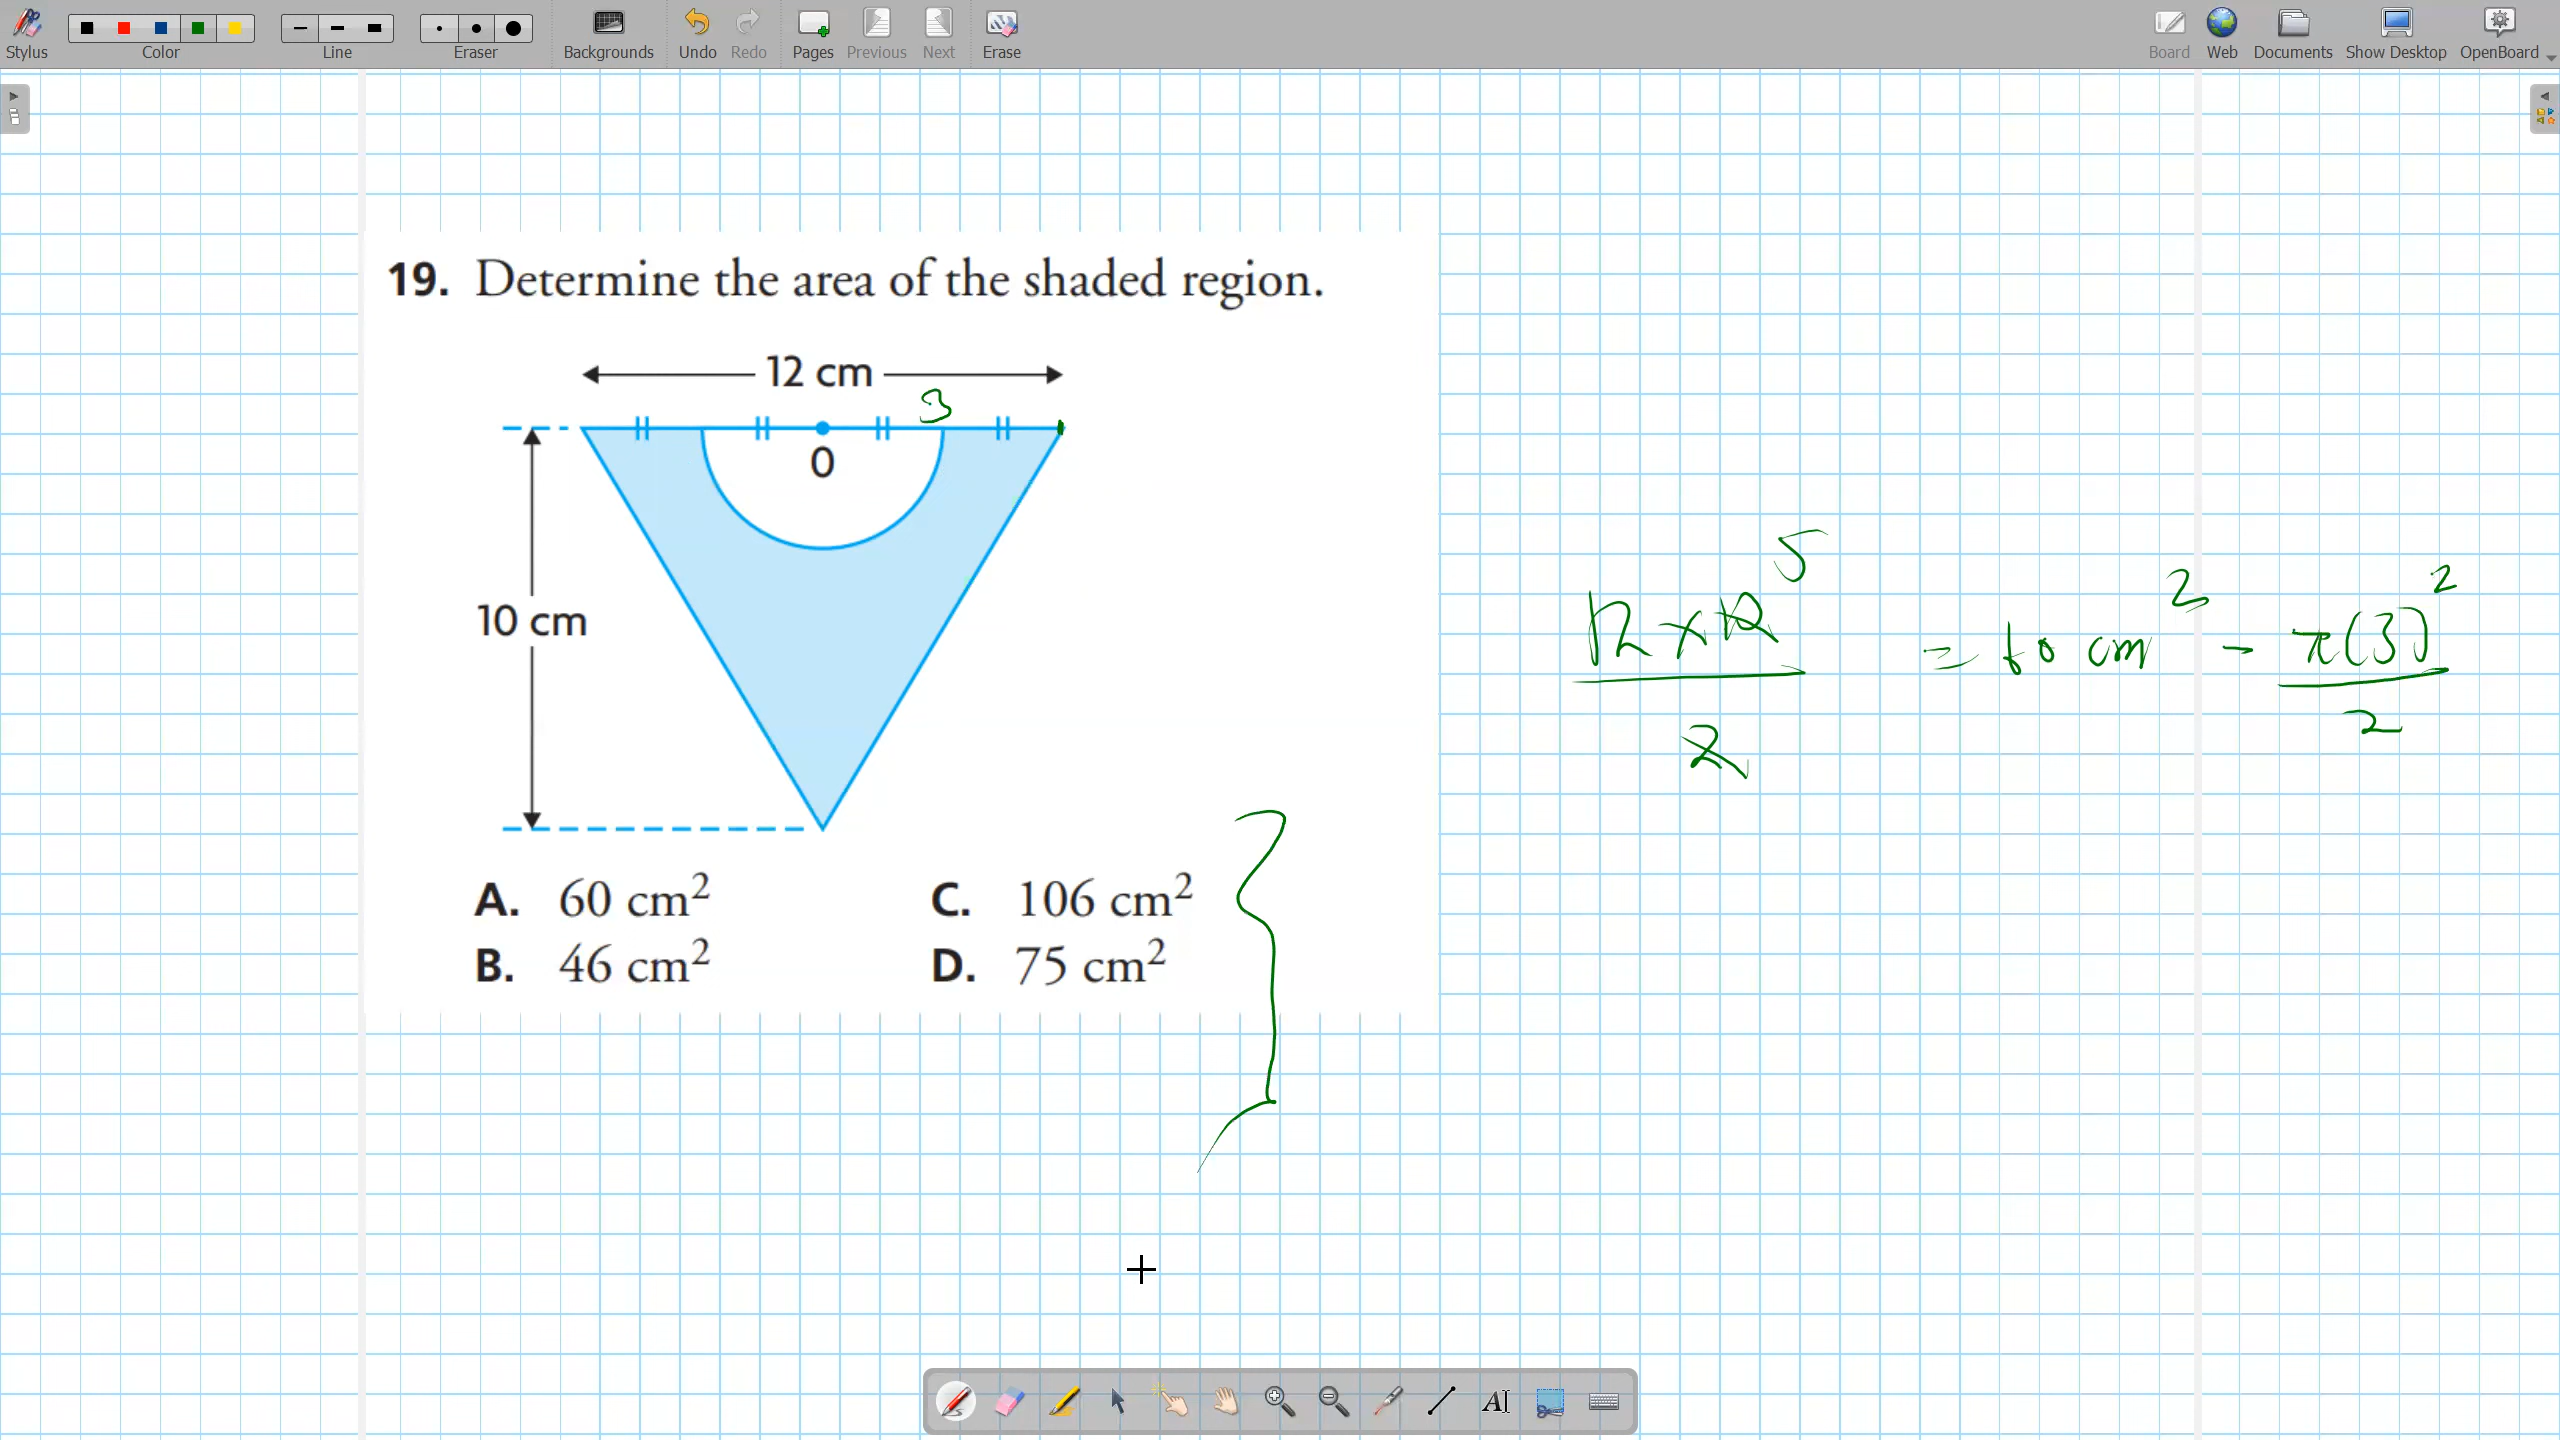 Stylus Color Line Eraser Backgrounds Undo Redo Pages Previous Next Erase Board Web Documents Show Desktop OpenBoard
19. Determine the area of the shaded region.
12 cm
3
0
10 cm
A. 60 cm²
B. 46 cm²
C. 106 cm²
D. 75 cm²
5
12 × 10 = 60 cm² - π(3)²
2 2
AI